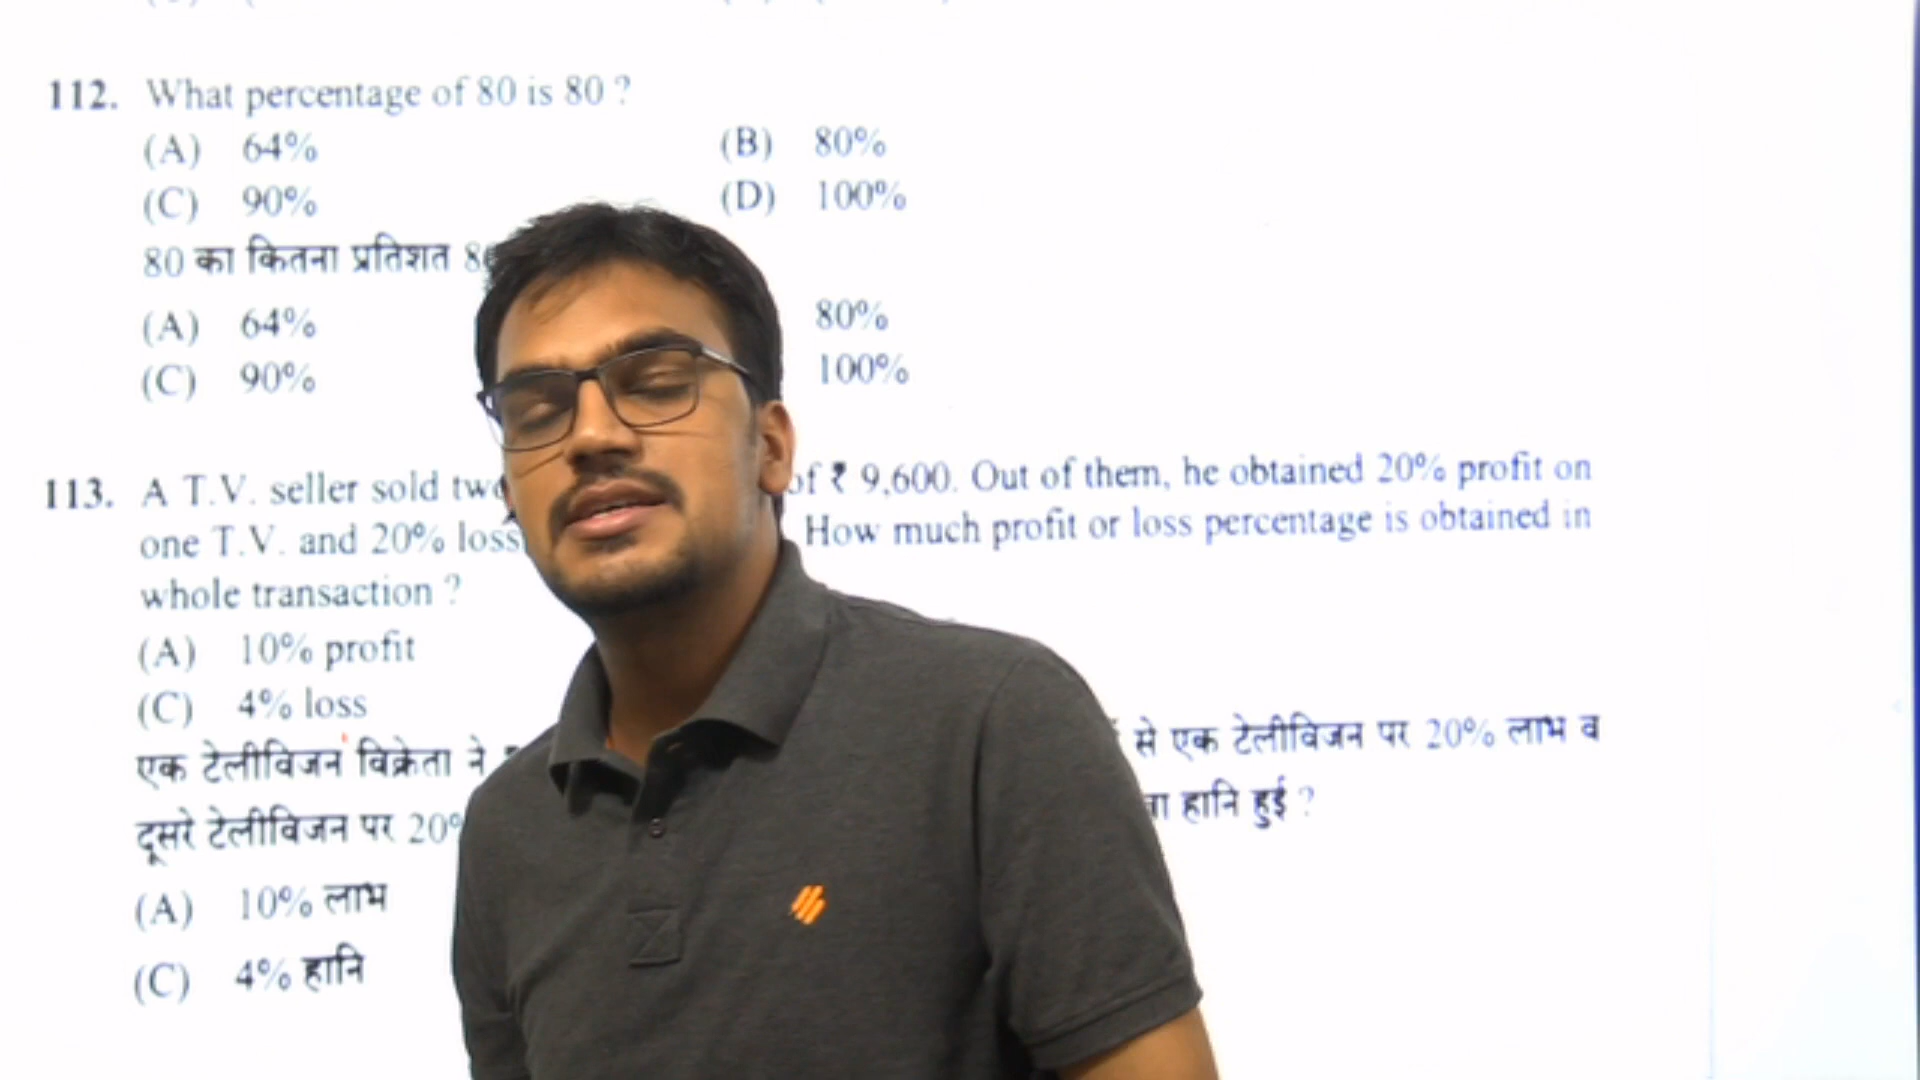 112. What percentage of 80 is 80 ?
(A) 64% (B) 80%
(C) 90% (D) 100%
80 का कितना प्रतिशत
(A) 64% 80%
(C) 90% 100%
113. A T.V. seller sold of ₹ 9,600. Out of them, he obtained 20% profit on
one T.V. and 20% loss How much profit or loss percentage is obtained in
whole transaction ?
(A) 10% profit
(C) 4% loss
एक टेलीविजन विक्रेता ने से एक टेलीविजन पर 20% लाभ व
दूसरे टेलीविजन पर हानि हुई ?
(A) 10% लाभ
(C) 4% हानि